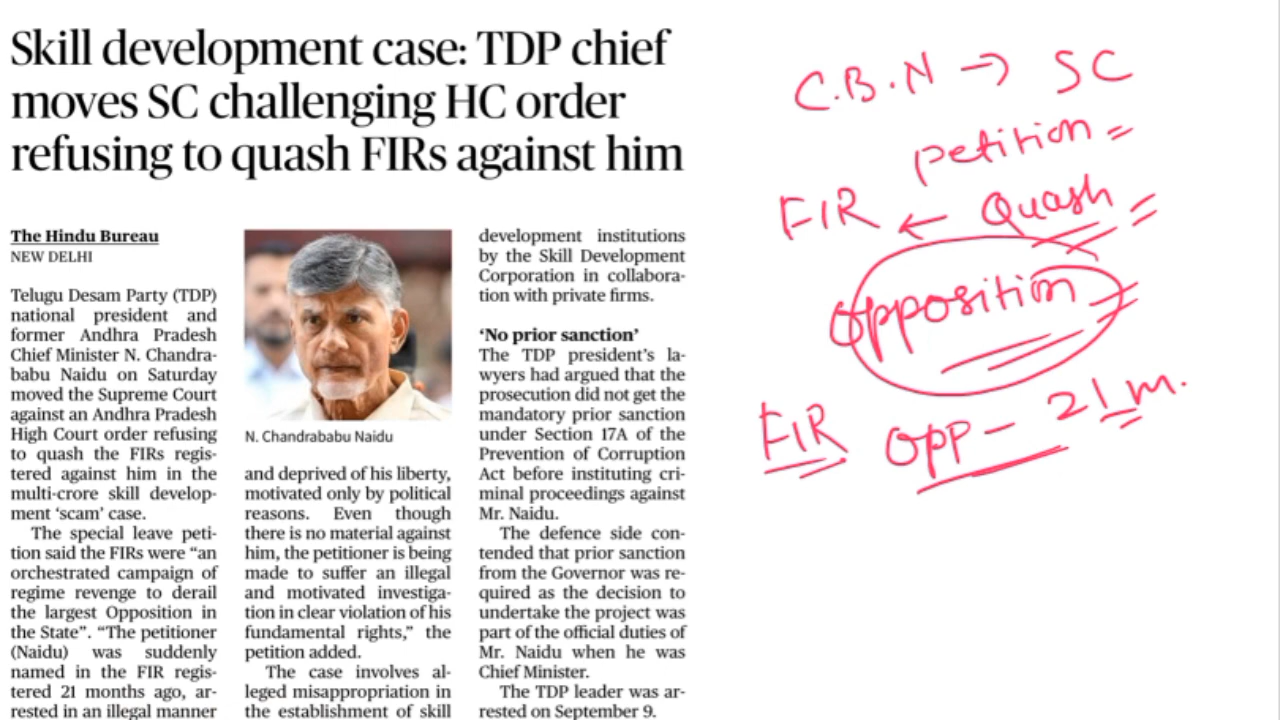 Skill development case: TDP chief
moves SC challenging HC order
refusing to quash FIRs against him
The Hindu Bureau
NEW DELHI
Telugu Desam Party (TDP)
national president and
former Andhra Pradesh
Chief Minister N. Chandra-
babu Naidu on Saturday
moved the Supreme Court
against an Andhra Pradesh
High Court order refusing
to quash the FIRs regis-
tered against him in the
multi-crore skill develop-
ment ‘scam’ case.
The special leave peti-
tion said the FIRs were “an
orchestrated campaign of
regime revenge to derail
the largest Opposition in
the State”. “The petitioner
(Naidu) was suddenly
named in the FIR regis-
tered 21 months ago, ar-
rested in an illegal manner
N. Chandrababu Naidu
and deprived of his liberty,
motivated only by political
reasons. Even though
there is no material against
him, the petitioner is being
made to suffer an illegal
and motivated investiga-
tion in clear violation of his
fundamental rights,” the
petition added.
The case involves al-
leged misappropriation in
the establishment of skill
development institutions
by the Skill Development
Corporation in collabora-
tion with private firms.
‘No prior sanction’
The TDP president’s la-
wyers had argued that the
prosecution did not get the
mandatory prior sanction
under Section 17A of the
Prevention of Corruption
Act before instituting cri-
minal proceedings against
Mr. Naidu.
The defence side con-
tended that prior sanction
from the Governor was re-
quired as the decision to
undertake the project was
part of the official duties of
Mr. Naidu when he was
Chief Minister.
The TDP leader was ar-
rested on September 9.
C.B.N → SC
petition =
FIR ← Quash =
opposition =
FIR opp - 21 m.